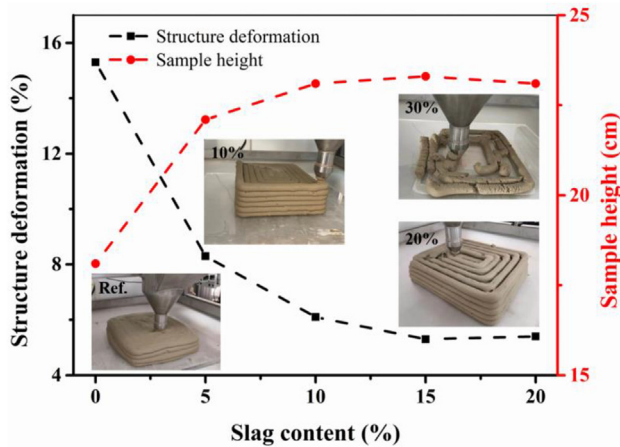 Structure deformation
Sample height
16
12
8
4
Structure deformation (%)
25
20
15
Sample height (cm)
30%
10%
20%
Ref.
0
5
10
15
20
Slag content (%)